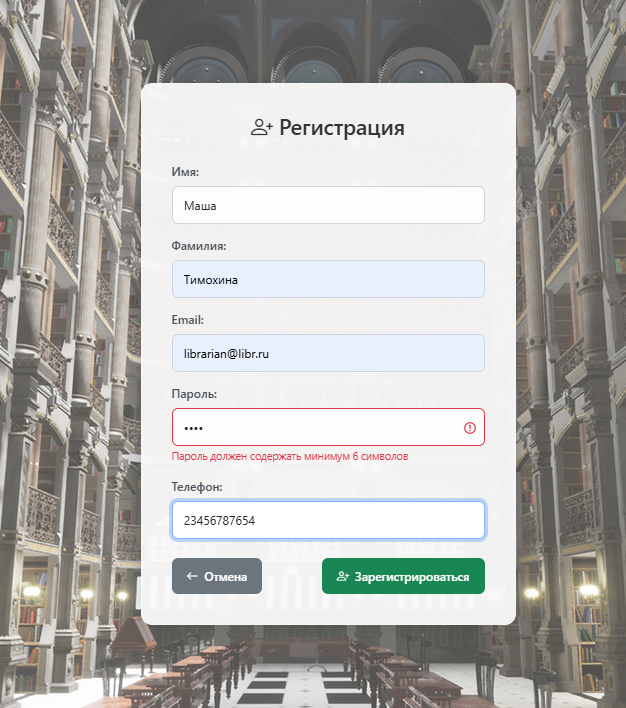 Регистрация
Имя:
Маша
Фамилия:
Тимохина
Email:
librarian@libr.ru
Пароль:
••••
Пароль должен содержать минимум 6 символов
Телефон:
23456787654
← Отмена
Зарегистрироваться